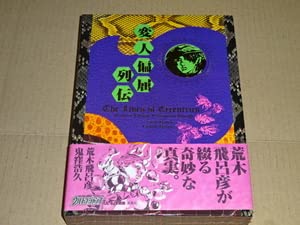 変人偏屈
列伝
The Lives of Eccentrics
荒木
飛呂彦が
綴る
奇妙な
真実。
荒木飛呂彦
鬼窪浩久